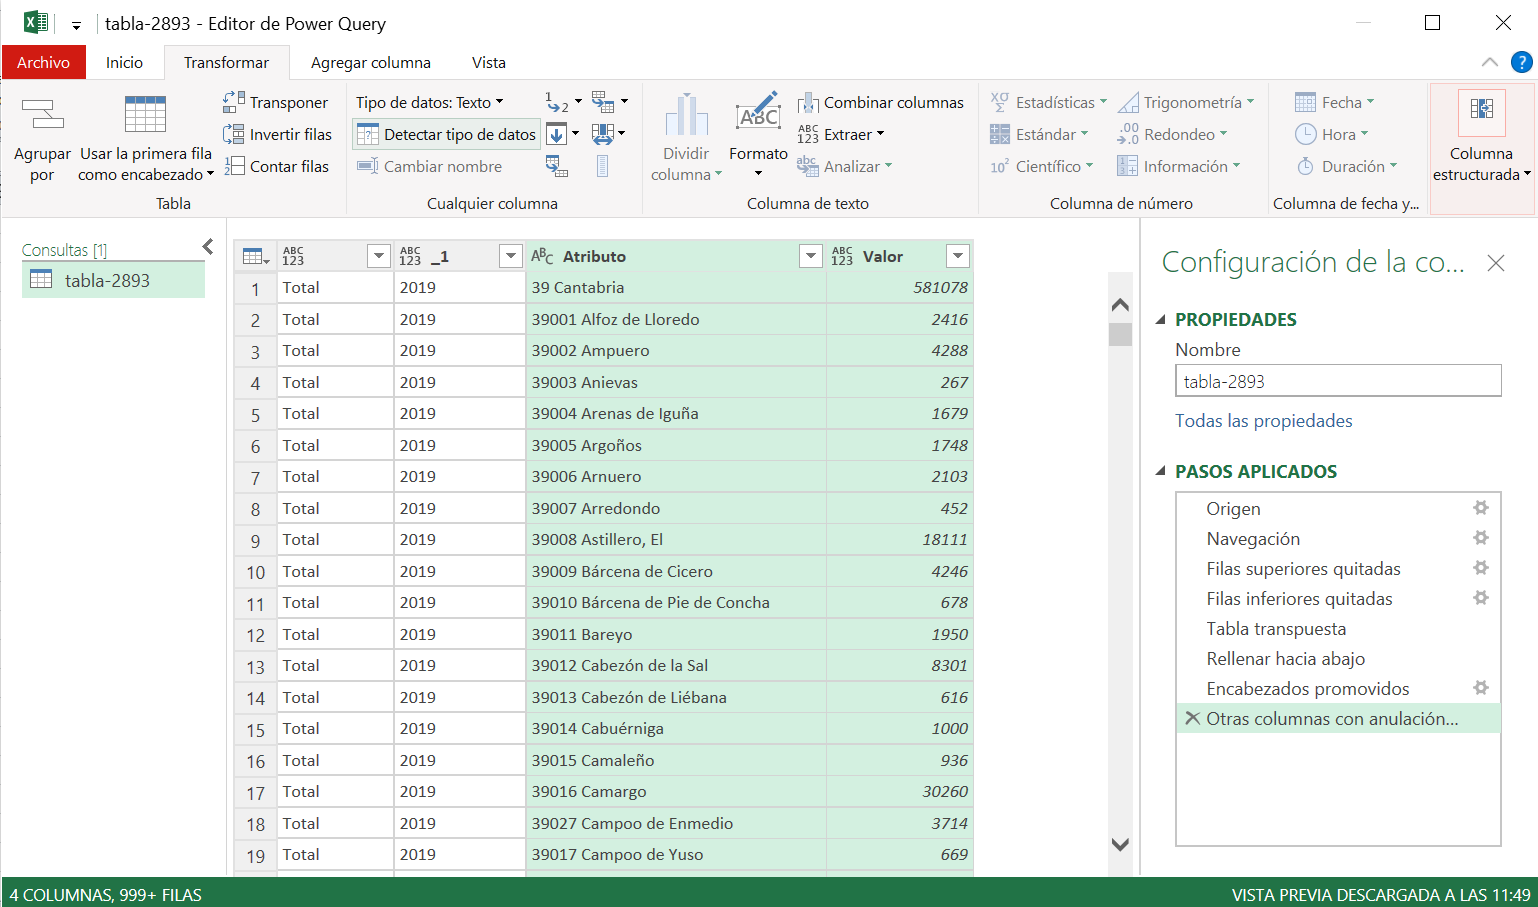 tabla-2893 - Editor de Power Query
Archivo
Inicio
Transformar
Agregar columna
Vista
Agrupar
por
Usar la primera fila
como encabezado
Transponer
Invertir filas
Contar filas
Tabla
Tipo de datos: Texto
Detectar tipo de datos
Cambiar nombre
Cualquier columna
Dividir
columna
Formato
Combinar columnas
Extraer
Analizar
Columna de texto
Estadísticas
Estándar
Científico
Trigonometría
Redondeo
Información
Columna de número
Fecha
Hora
Duración
Columna de fecha y...
Columna
estructurada
Consultas [1]
tabla-2893
ABC 123 ABC 123 _1 ABC Atributo ABC 123 Valor
1 Total 2019 39 Cantabria 581078
2 Total 2019 39001 Alfoz de Lloredo 2416
3 Total 2019 39002 Ampuero 4288
4 Total 2019 39003 Anievas 267
5 Total 2019 39004 Arenas de Iguña 1679
6 Total 2019 39005 Argoños 1748
7 Total 2019 39006 Arnuero 2103
8 Total 2019 39007 Arredondo 452
9 Total 2019 39008 Astillero, El 18111
10 Total 2019 39009 Bárcena de Cicero 4246
11 Total 2019 39010 Bárcena de Pie de Concha 678
12 Total 2019 39011 Bareyo 1950
13 Total 2019 39012 Cabezón de la Sal 8301
14 Total 2019 39013 Cabezón de Liébana 616
15 Total 2019 39014 Cabuérniga 1000
16 Total 2019 39015 Camaleño 936
17 Total 2019 39016 Camargo 30260
18 Total 2019 39027 Campoo de Enmedio 3714
19 Total 2019 39017 Campoo de Yuso 669
Configuración de la co...
PROPIEDADES
Nombre
tabla-2893
Todas las propiedades
PASOS APLICADOS
Origen
Navegación
Filas superiores quitadas
Filas inferiores quitadas
Tabla transpuesta
Rellenar hacia abajo
Encabezados promovidos
Otras columnas con anulación...
4 COLUMNAS, 999+ FILAS
VISTA PREVIA DESCARGADA A LAS 11:49